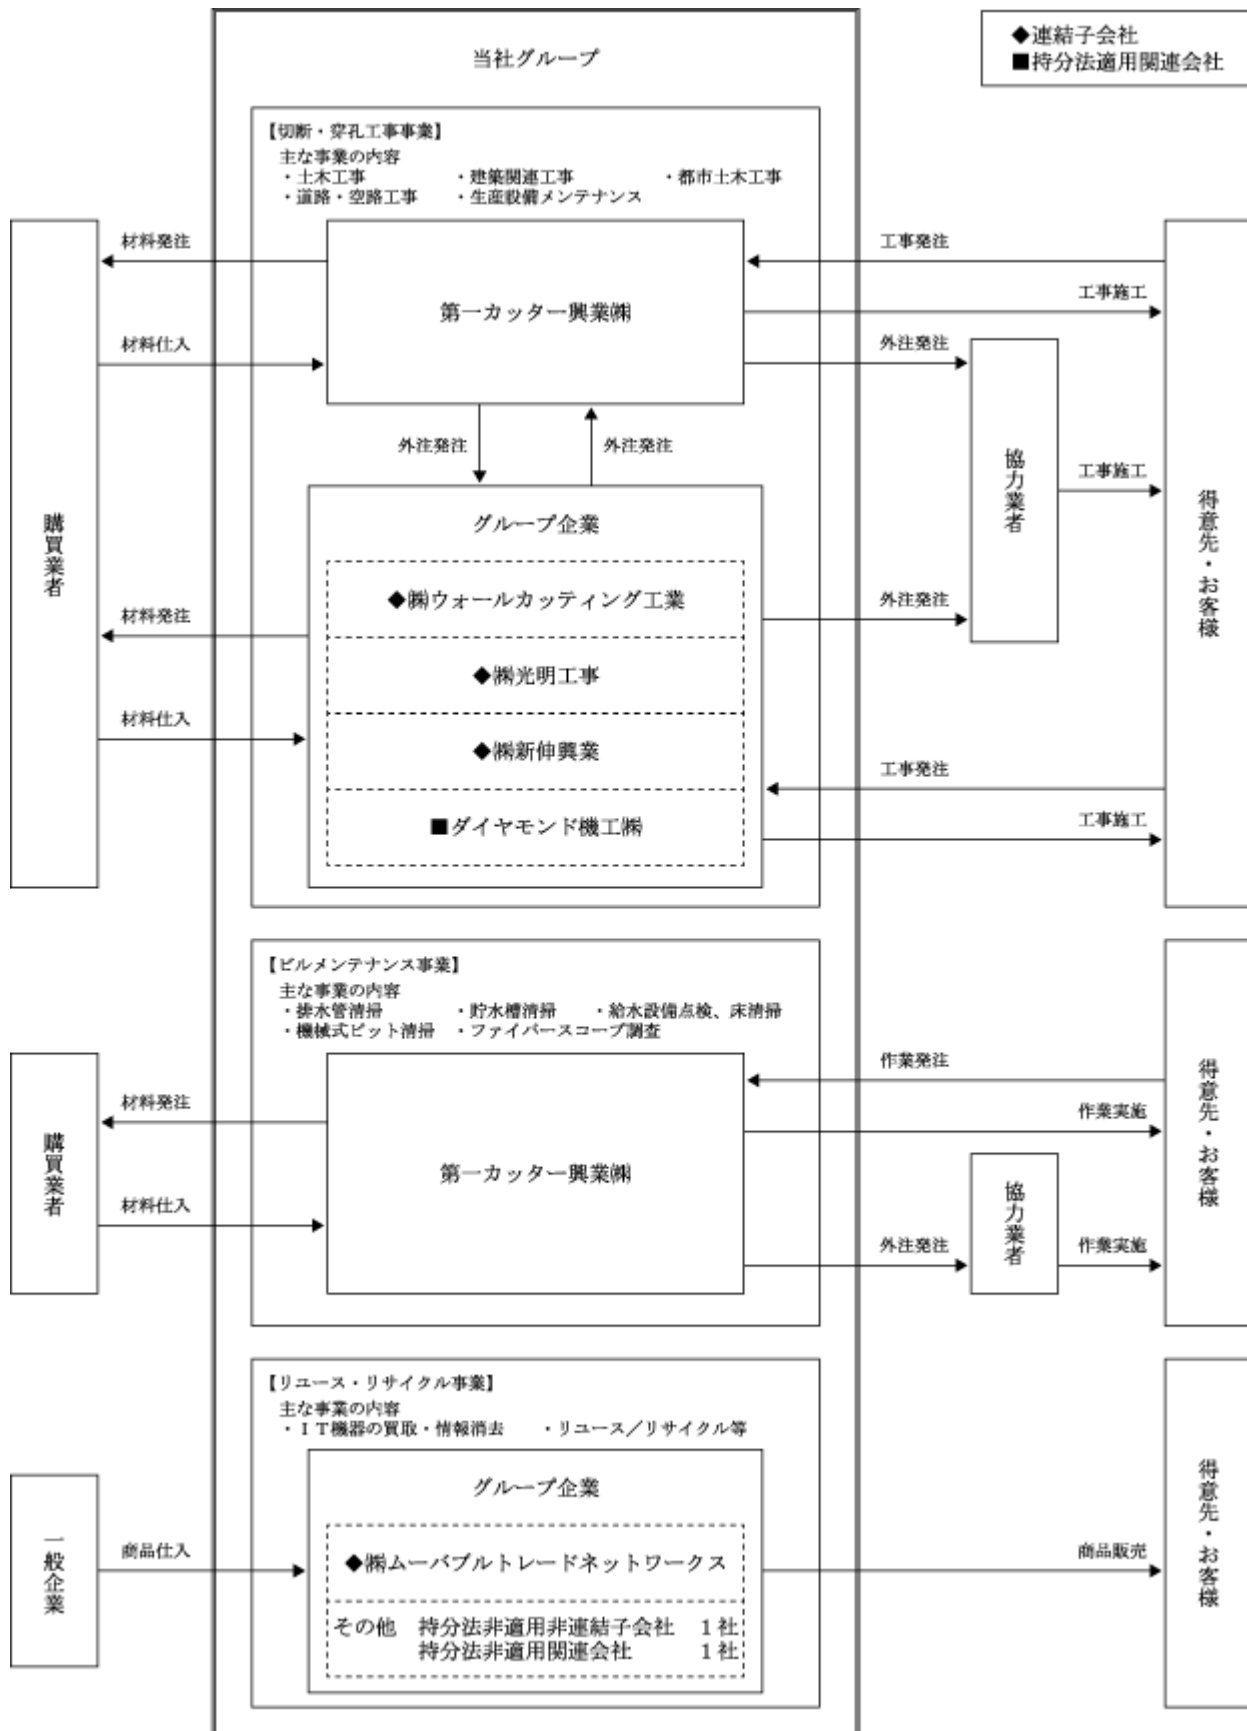 当社グループ
◆連結子会社
■持分法適用関連会社
【切断・穿孔工事事業】
主な事業の内容
・土木工事 ・建築関連工事 ・都市土木工事
・道路・空路工事 ・生産設備メンテナンス
材料発注
工事発注
工事施工
第一カッター興業㈱
材料仕入
外注発注
外注発注
外注発注
協力業者
工事施工
購買業者
得意先・お客様
グループ企業
◆㈱ウォールカッティング工業
外注発注
材料発注
◆㈱光明工事
材料仕入
◆㈱新伸興業
工事発注
■ダイヤモンド機工㈱
工事施工
【ビルメンテナンス事業】
主な事業の内容
・排水管清掃 ・貯水槽清掃 ・給水設備点検、床清掃
・機械式ピット清掃 ・ファイバースコープ調査
作業発注
材料発注
作業実施
購買業者
第一カッター興業㈱
得意先・お客様
材料仕入
協力業者
外注発注
作業実施
【リユース・リサイクル事業】
主な事業の内容
・ＩＴ機器の買取・情報消去 ・リユース／リサイクル等
グループ企業
一般企業
商品仕入
◆㈱ムーバブルトレードネットワークス
商品販売
得意先・お客様
その他 持分法非適用非連結子会社 １社
持分法非適用関連会社 １社